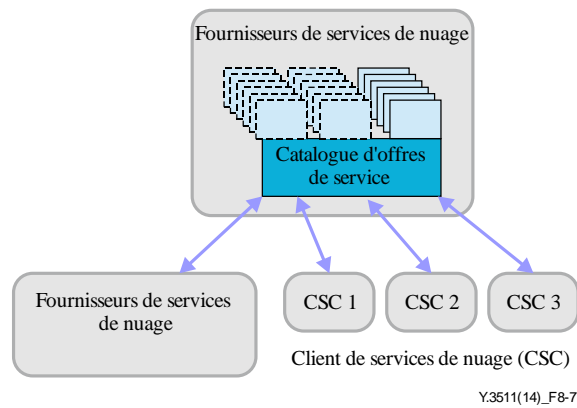 Fournisseurs de services de nuage
Catalogue d'offres
de service
Fournisseurs de services
de nuage
CSC 1
CSC 2
CSC 3
Client de services de nuage (CSC)
Y.3511(14)_F8-7